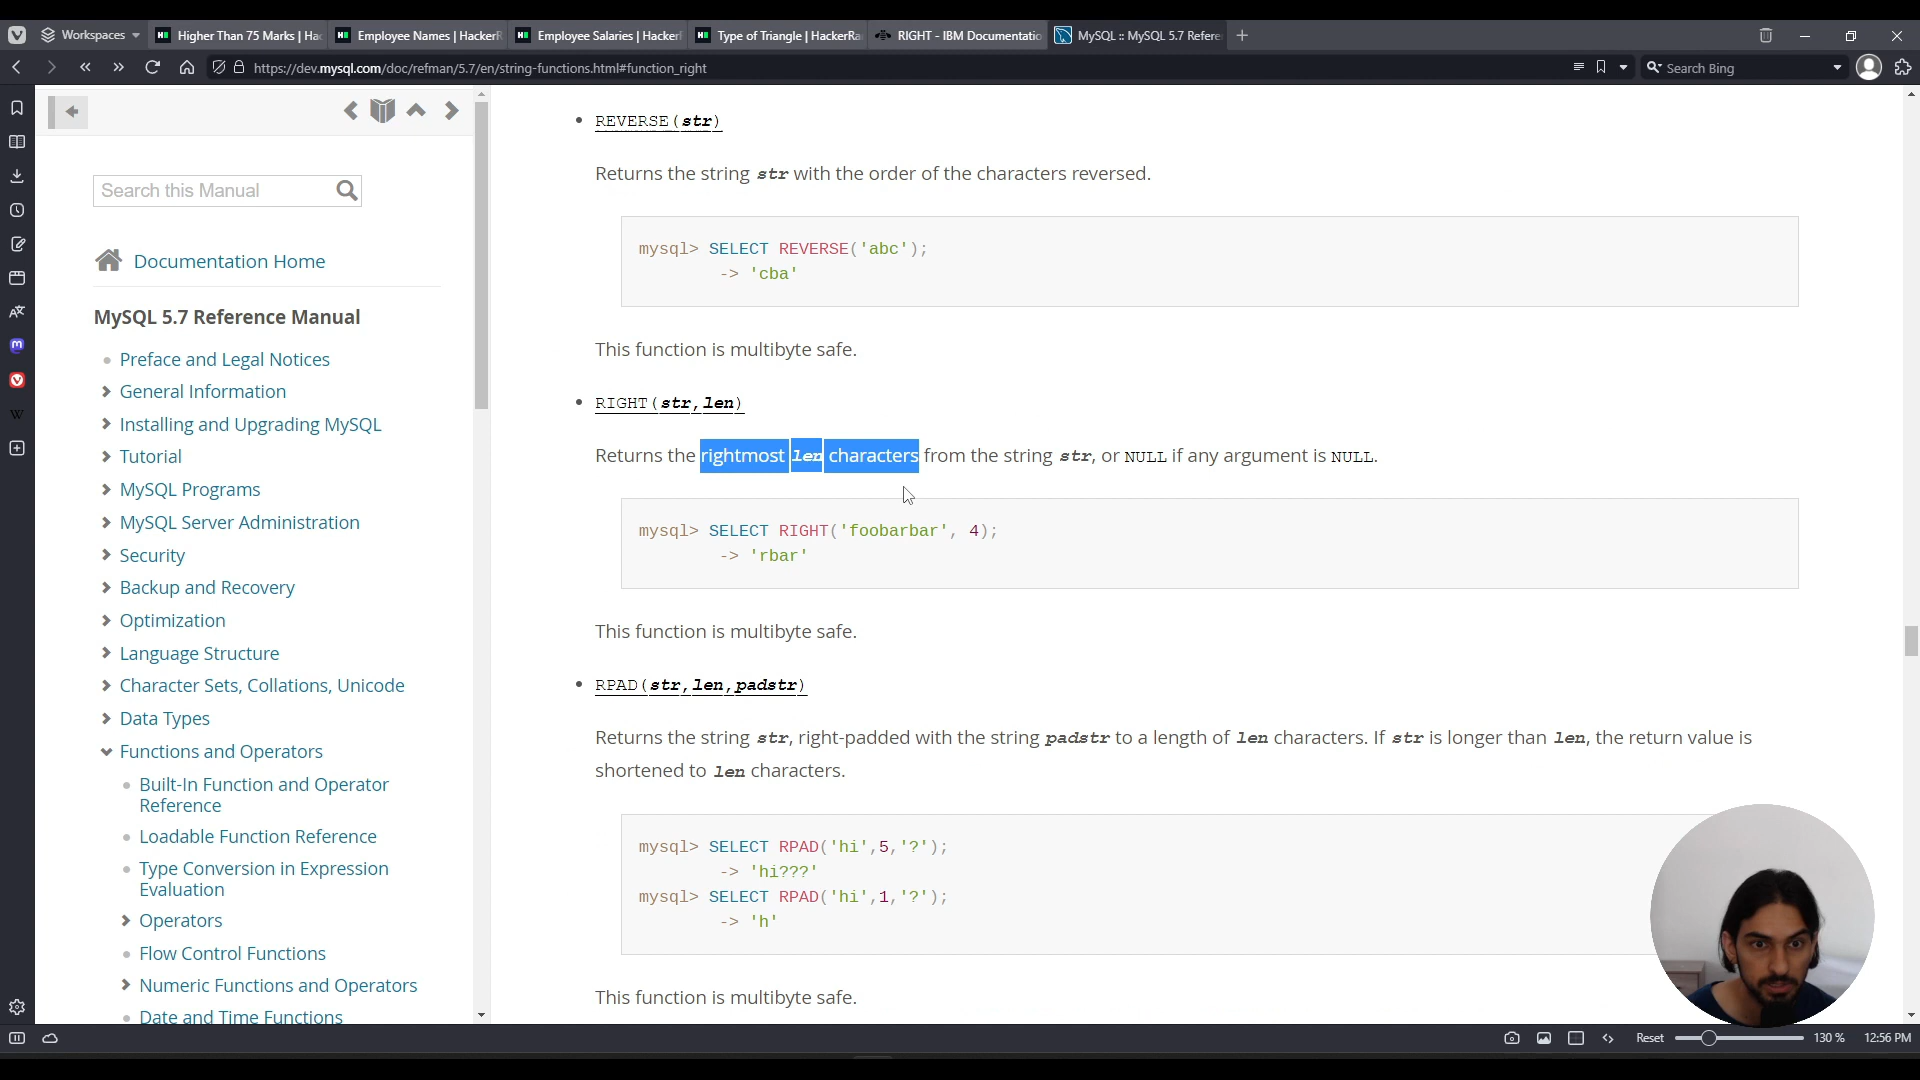 Workspaces
Higher Than 75 Marks | Ha
Employee Names | HackerR
Employee Salaries | Hacker
Type of Triangle | HackerRa
RIGHT - IBM Documentatio
MySQL :: MySQL 5.7 Refere
https://dev.mysql.com/doc/refman/5.7/en/string-functions.html#function_right
Search Bing
Search this Manual
Documentation Home
MySQL 5.7 Reference Manual
Preface and Legal Notices
General Information
Installing and Upgrading MySQL
Tutorial
MySQL Programs
MySQL Server Administration
Security
Backup and Recovery
Optimization
Language Structure
Character Sets, Collations, Unicode
Data Types
Functions and Operators
Built-In Function and Operator
Reference
Loadable Function Reference
Type Conversion in Expression
Evaluation
Operators
Flow Control Functions
Numeric Functions and Operators
Date and Time Functions
REVERSE(str)
Returns the string str with the order of the characters reversed.
mysql> SELECT REVERSE('abc');
-> 'cba'
This function is multibyte safe.
RIGHT(str,len)
Returns the rightmost len characters from the string str, or NULL if any argument is NULL.
mysql> SELECT RIGHT('foobarbar', 4);
-> 'rbar'
This function is multibyte safe.
RPAD(str,len,padstr)
Returns the string str, right-padded with the string padstr to a length of len characters. If str is longer than len, the return value is
shortened to len characters.
mysql> SELECT RPAD('hi',5,'?');
-> 'hi???'
mysql> SELECT RPAD('hi',1,'?');
-> 'h'
This function is multibyte safe.
Reset
130 %
12:56 PM